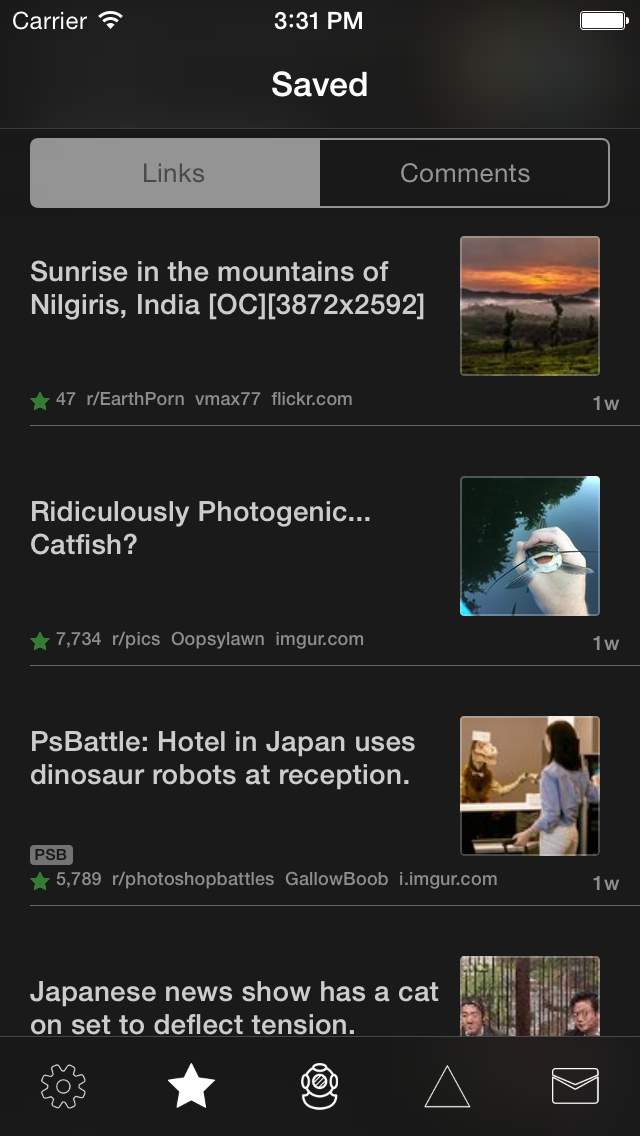 Carrier 3:31 PM
Saved
Links Comments
Sunrise in the mountains of
Nilgiris, India [OC][3872x2592]
47 r/EarthPorn vmax77 flickr.com 1w
Ridiculously Photogenic...
Catfish?
7,734 r/pics Oopsylawn imgur.com 1w
PsBattle: Hotel in Japan uses
dinosaur robots at reception.
PSB
5,789 r/photoshopbattles GallowBoob i.imgur.com 1w
Japanese news show has a cat
on set to deflect tension.